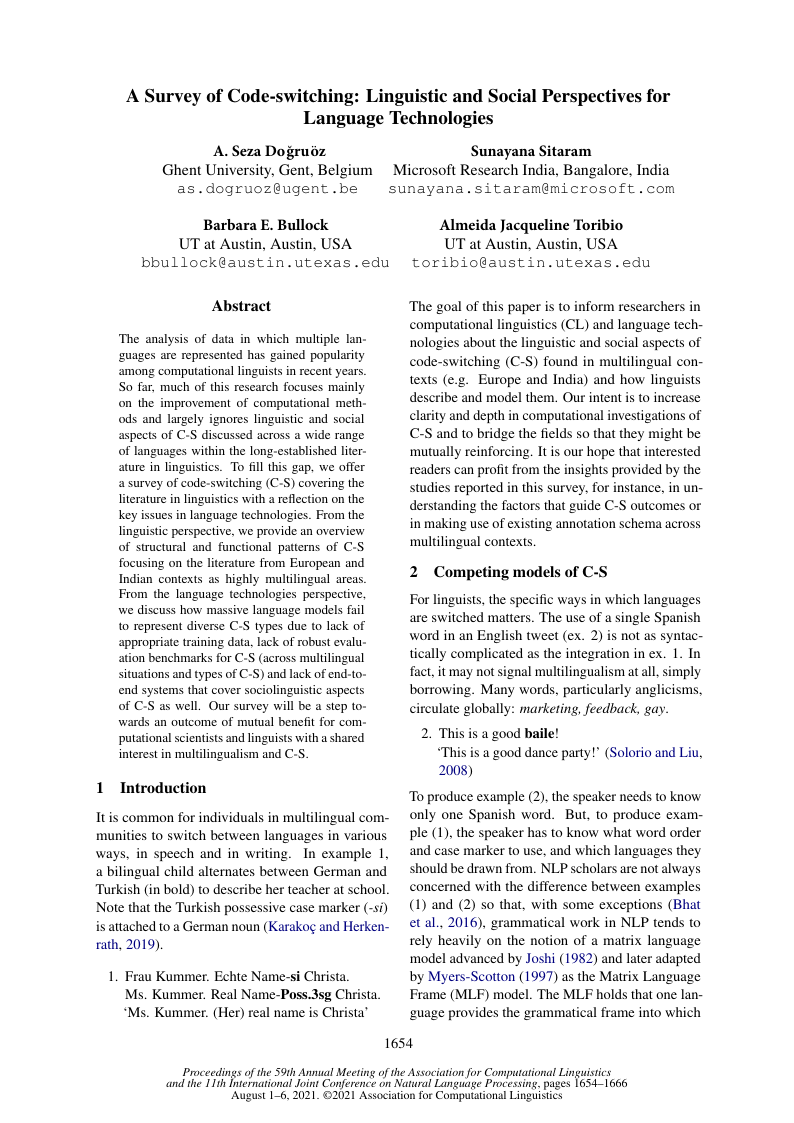 A Survey of Code-switching: Linguistic and Social Perspectives for
Language Technologies
A. Seza Doğruöz
Ghent University, Gent, Belgium
as.dogruoz@ugent.be
Sunayana Sitaram
Microsoft Research India, Bangalore, India
sunayana.sitaram@microsoft.com
Barbara E. Bullock
UT at Austin, Austin, USA
bbullock@austin.utexas.edu
Almeida Jacqueline Toribio
UT at Austin, Austin, USA
toribio@austin.utexas.edu
Abstract
The analysis of data in which multiple lan-
guages are represented has gained popularity
among computational linguists in recent years.
So far, much of this research focuses mainly
on the improvement of computational meth-
ods and largely ignores linguistic and social
aspects of C-S discussed across a wide range
of languages within the long-established liter-
ature in linguistics. To fill this gap, we offer
a survey of code-switching (C-S) covering the
literature in linguistics with a reflection on the
key issues in language technologies. From the
linguistic perspective, we provide an overview
of structural and functional patterns of C-S
focusing on the literature from European and
Indian contexts as highly multilingual areas.
From the language technologies perspective,
we discuss how massive language models fail
to represent diverse C-S types due to lack of
appropriate training data, lack of robust evalu-
ation benchmarks for C-S (across multilingual
situations and types of C-S) and lack of end-to-
end systems that cover sociolinguistic aspects
of C-S as well. Our survey will be a step to-
wards an outcome of mutual benefit for com-
putational scientists and linguists with a shared
interest in multilingualism and C-S.
1 Introduction
It is common for individuals in multilingual com-
munities to switch between languages in various
ways, in speech and in writing. In example 1,
a bilingual child alternates between German and
Turkish (in bold) to describe her teacher at school.
Note that the Turkish possessive case marker (-si)
is attached to a German noun (Karakoç and Herken-
rath, 2019).
1. Frau Kummer. Echte Name-si Christa.
Ms. Kummer. Real Name-Poss.3sg Christa.
‘Ms. Kummer. (Her) real name is Christa’
The goal of this paper is to inform researchers in
computational linguistics (CL) and language tech-
nologies about the linguistic and social aspects of
code-switching (C-S) found in multilingual con-
texts (e.g. Europe and India) and how linguists
describe and model them. Our intent is to increase
clarity and depth in computational investigations of
C-S and to bridge the fields so that they might be
mutually reinforcing. It is our hope that interested
readers can profit from the insights provided by the
studies reported in this survey, for instance, in un-
derstanding the factors that guide C-S outcomes or
in making use of existing annotation schema across
multilingual contexts.
2 Competing models of C-S
For linguists, the specific ways in which languages
are switched matters. The use of a single Spanish
word in an English tweet (ex. 2) is not as syntac-
tically complicated as the integration in ex. 1. In
fact, it may not signal multilingualism at all, simply
borrowing. Many words, particularly anglicisms,
circulate globally: marketing, feedback, gay.
2. This is a good baile!
‘This is a good dance party!’ (Solorio and Liu,
2008)
To produce example (2), the speaker needs to know
only one Spanish word. But, to produce exam-
ple (1), the speaker has to know what word order
and case marker to use, and which languages they
should be drawn from. NLP scholars are not always
concerned with the difference between examples
(1) and (2) so that, with some exceptions (Bhat
et al., 2016), grammatical work in NLP tends to
rely heavily on the notion of a matrix language
model advanced by Joshi (1982) and later adapted
by Myers-Scotton (1997) as the Matrix Language
Frame (MLF) model. The MLF holds that one lan-
guage provides the grammatical frame into which
1654
Proceedings of the 59th Annual Meeting of the Association for Computational Linguistics
and the 11th International Joint Conference on Natural Language Processing, pages 1654–1666
August 1–6, 2021. ©2021 Association for Computational Linguistics